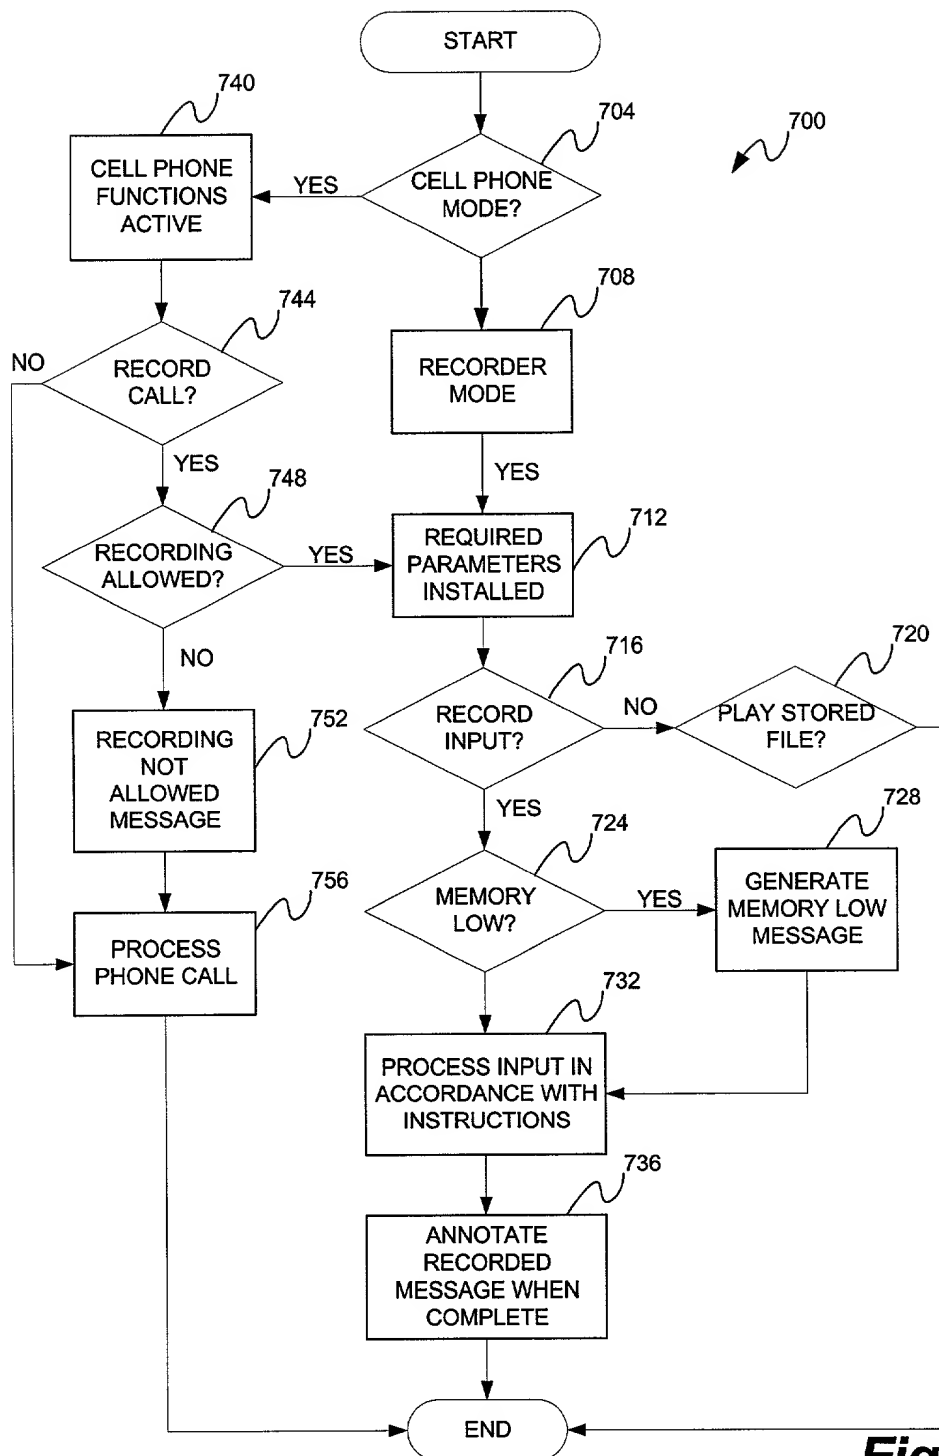 START
740
704
700
CELL PHONE
FUNCTIONS
ACTIVE
YES
CELL PHONE
MODE?
708
744
NO
RECORD
CALL?
RECORDER
MODE
YES
YES
748
712
RECORDING
ALLOWED?
YES
REQUIRED
PARAMETERS
INSTALLED
NO
716
720
752
RECORD
INPUT?
NO
PLAY STORED
FILE?
RECORDING
NOT
ALLOWED
MESSAGE
YES
724
728
756
MEMORY
LOW?
YES
GENERATE
MEMORY LOW
MESSAGE
PROCESS
PHONE CALL
732
PROCESS INPUT IN
ACCORDANCE WITH
INSTRUCTIONS
736
ANNOTATE
RECORDED
MESSAGE WHEN
COMPLETE
END
Fig